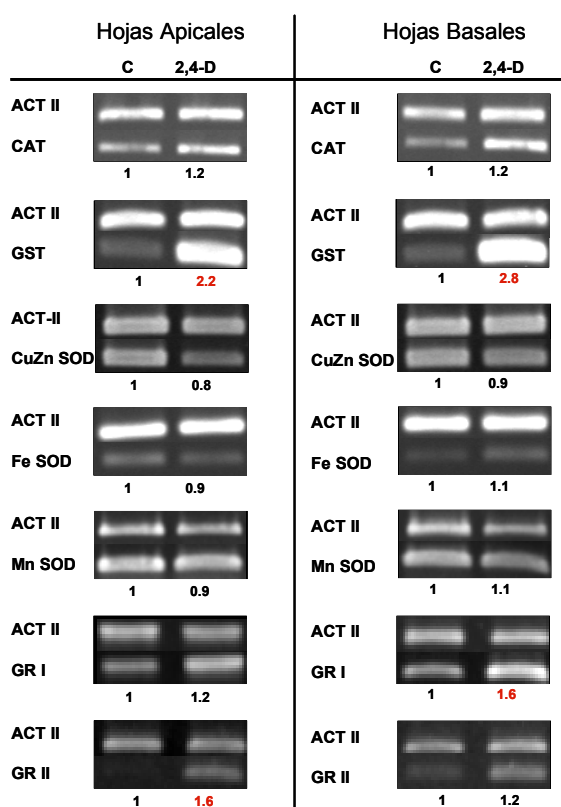 Hojas Apicales
C 2,4-D
ACT II
CAT
1 1.2
ACT II
GST
1 2.2
ACT-II
CuZn SOD
1 0.8
ACT II
Fe SOD
1 0.9
ACT II
Mn SOD
1 0.9
ACT II
GR I
1 1.2
ACT II
GR II
1 1.6
Hojas Basales
C 2,4-D
ACT II
CAT
1 1.2
ACT II
GST
1 2.8
ACT II
CuZn SOD
1 0.9
ACT II
Fe SOD
1 1.1
ACT II
Mn SOD
1 1.1
ACT II
GR I
1 1.6
ACT II
GR II
1 1.2